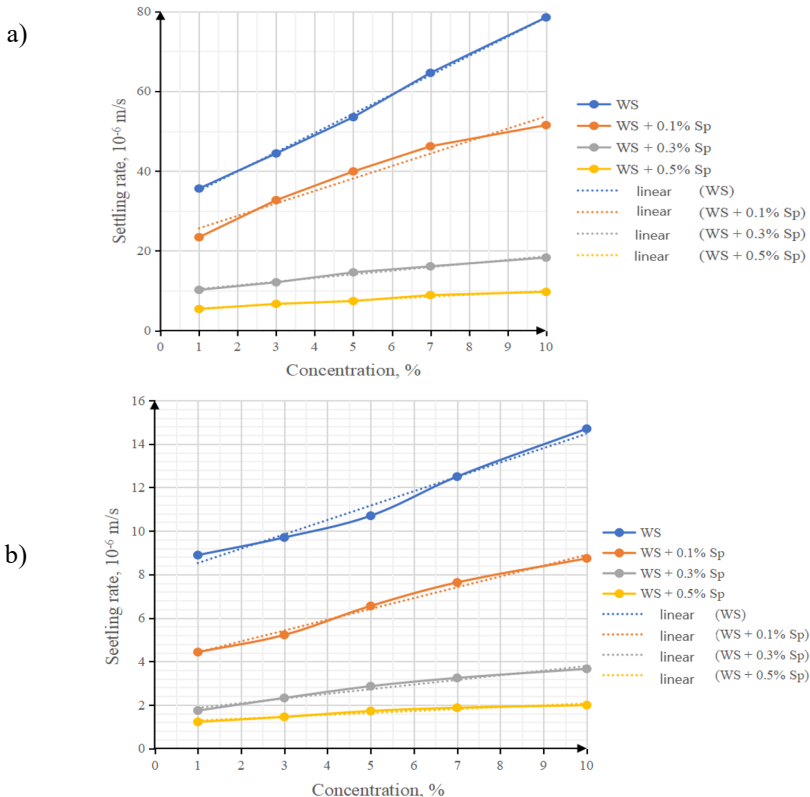 a)
80
60
40
20
0
Settling rate, 10⁻⁶ m/s
0 1 2 3 4 5 6 7 8 9 10
Concentration, %
WS
WS + 0.1% Sp
WS + 0.3% Sp
WS + 0.5% Sp
linear (WS)
linear (WS + 0.1% Sp)
linear (WS + 0.3% Sp)
linear (WS + 0.5% Sp)
b)
16
14
12
10
8
6
4
2
0
Seetling rate, 10⁻⁶ m/s
0 1 2 3 4 5 6 7 8 9 10
Concentration, %
WS
WS + 0.1% Sp
WS + 0.3% Sp
WS + 0.5% Sp
linear (WS)
linear (WS + 0.1% Sp)
linear (WS + 0.3% Sp)
linear (WS + 0.5% Sp)